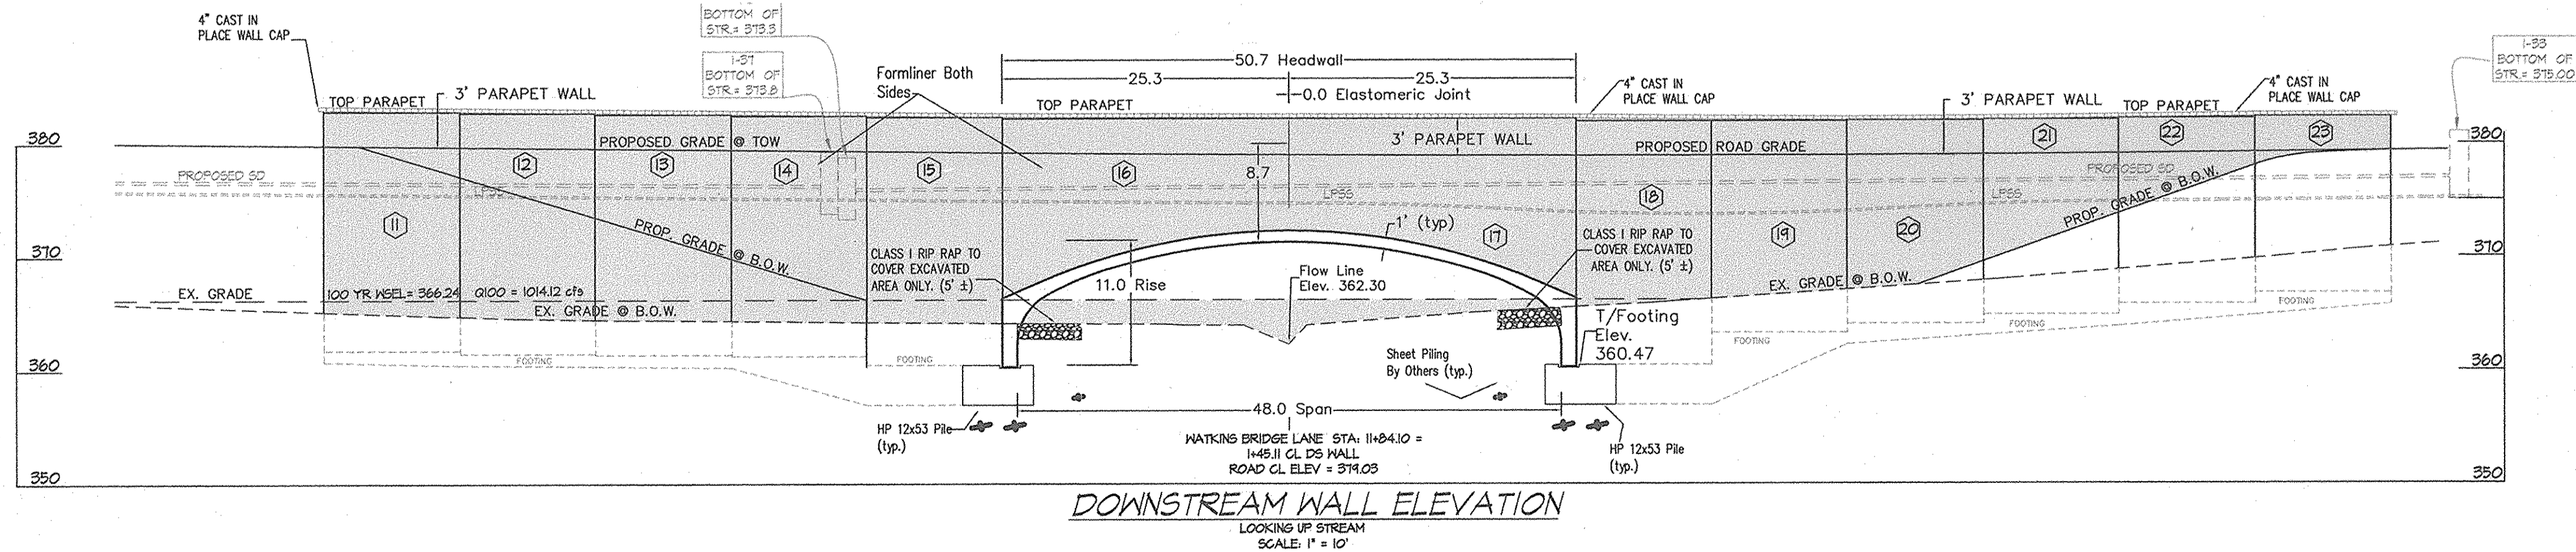 4" CAST IN
PLACE WALL CAP
BOTTOM OF
STR.= 373.3
1-37
BOTTOM OF
STR.= 373.8
Formliner Both
Sides
50.7 Headwall
25.3
25.3
0.0 Elastomeric Joint
4" CAST IN
PLACE WALL CAP
4" CAST IN
PLACE WALL CAP
1-33
BOTTOM OF
STR.= 375.00
TOP PARAPET
3' PARAPET WALL
TOP PARAPET
3' PARAPET WALL
TOP PARAPET
380
PROPOSED GRADE @ TOW
3' PARAPET WALL
PROPOSED ROAD GRADE
21
22
23
380
12
13
14
15
16
8.7
PROPOSED SD
LPSS
LPSS
18
LPSS
PROPOSED SD
PROP. GRADE @ B.O.W.
11
PROP. GRADE @ B.O.W.
1' (typ)
17
19
20
370
CLASS I RIP RAP TO
COVER EXCAVATED
AREA ONLY. (5' ±)
CLASS I RIP RAP TO
COVER EXCAVATED
AREA ONLY. (5' ±)
370
11.0 Rise
Flow Line
Elev. 362.30
EX. GRADE
100 YR WSEL= 366.24
Q100 = 1014.12 cfs
EX. GRADE @ B.O.W.
EX. GRADE @ B.O.W.
FOOTING
T/Footing
Elev.
360.47
FOOTING
FOOTING
FOOTING
FOOTING
360
360
Sheet Piling
By Others (typ.)
48.0 Span
HP 12x53 Pile
(typ.)
HP 12x53 Pile
(typ.)
WATKINS BRIDGE LANE STA: 11+84.10 =
1+45.11 CL DS WALL
ROAD CL ELEV = 379.03
350
350
DOWNSTREAM WALL ELEVATION
LOOKING UP STREAM
SCALE: 1" = 10'